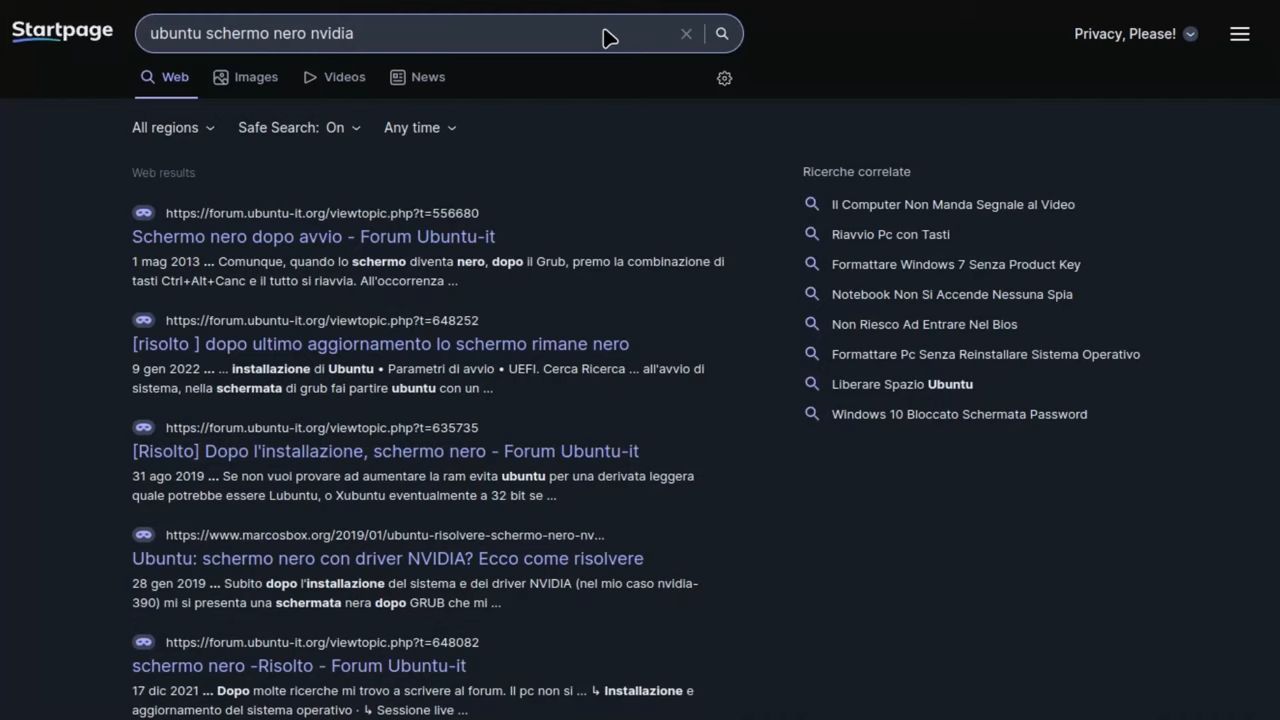 Startpage
ubuntu schermo nero nvidia
Privacy, Please!
Web
Images
Videos
News
All regions
Safe Search: On
Any time
Web results
https://forum.ubuntu-it.org/viewtopic.php?t=556680
Schermo nero dopo avvio - Forum Ubuntu-it
1 mag 2013 ... Comunque, quando lo schermo diventa nero, dopo il Grub, premo la combinazione di
tasti Ctrl+Alt+Canc e il tutto si riavvia. All'occorrenza ...
https://forum.ubuntu-it.org/viewtopic.php?t=648252
[risolto ] dopo ultimo aggiornamento lo schermo rimane nero
9 gen 2022 ... ... installazione di Ubuntu • Parametri di avvio • UEFI. Cerca Ricerca ... all'avvio di
sistema, nella schermata di grub fai partire ubuntu con un ...
https://forum.ubuntu-it.org/viewtopic.php?t=635735
[Risolto] Dopo l'installazione, schermo nero - Forum Ubuntu-it
31 ago 2019 ... Se non vuoi provare ad aumentare la ram evita ubuntu per una derivata leggera
quale potrebbe essere Lubuntu, o Xubuntu eventualmente a 32 bit se ...
https://www.marcosbox.org/2019/01/ubuntu-risolvere-schermo-nero-nv...
Ubuntu: schermo nero con driver NVIDIA? Ecco come risolvere
28 gen 2019 ... Subito dopo l'installazione del sistema e dei driver NVIDIA (nel mio caso nvidia-
390) mi si presenta una schermata nera dopo GRUB che mi ...
https://forum.ubuntu-it.org/viewtopic.php?t=648082
schermo nero -Risolto - Forum Ubuntu-it
17 dic 2021 ... Dopo molte ricerche mi trovo a scrivere al forum. Il pc non si ... ↳ Installazione e
aggiornamento del sistema operativo · ↳ Sessione live ...
Ricerche correlate
Il Computer Non Manda Segnale al Video
Riavvio Pc con Tasti
Formattare Windows 7 Senza Product Key
Notebook Non Si Accende Nessuna Spia
Non Riesco Ad Entrare Nel Bios
Formattare Pc Senza Reinstallare Sistema Operativo
Liberare Spazio Ubuntu
Windows 10 Bloccato Schermata Password